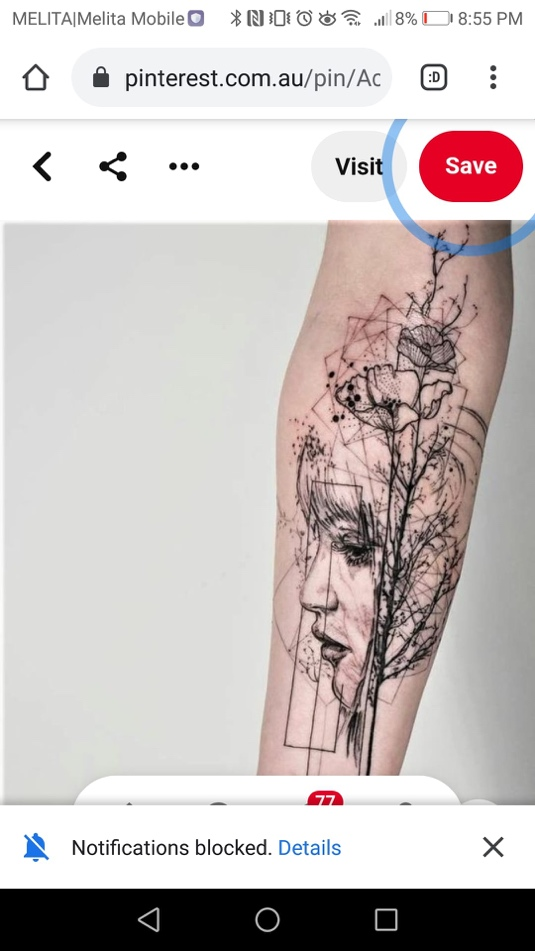 MELITA|Melita Mobile 8% 8:55 PM
pinterest.com.au/pin/Ac :D
Visit Save
77
Notifications blocked. Details